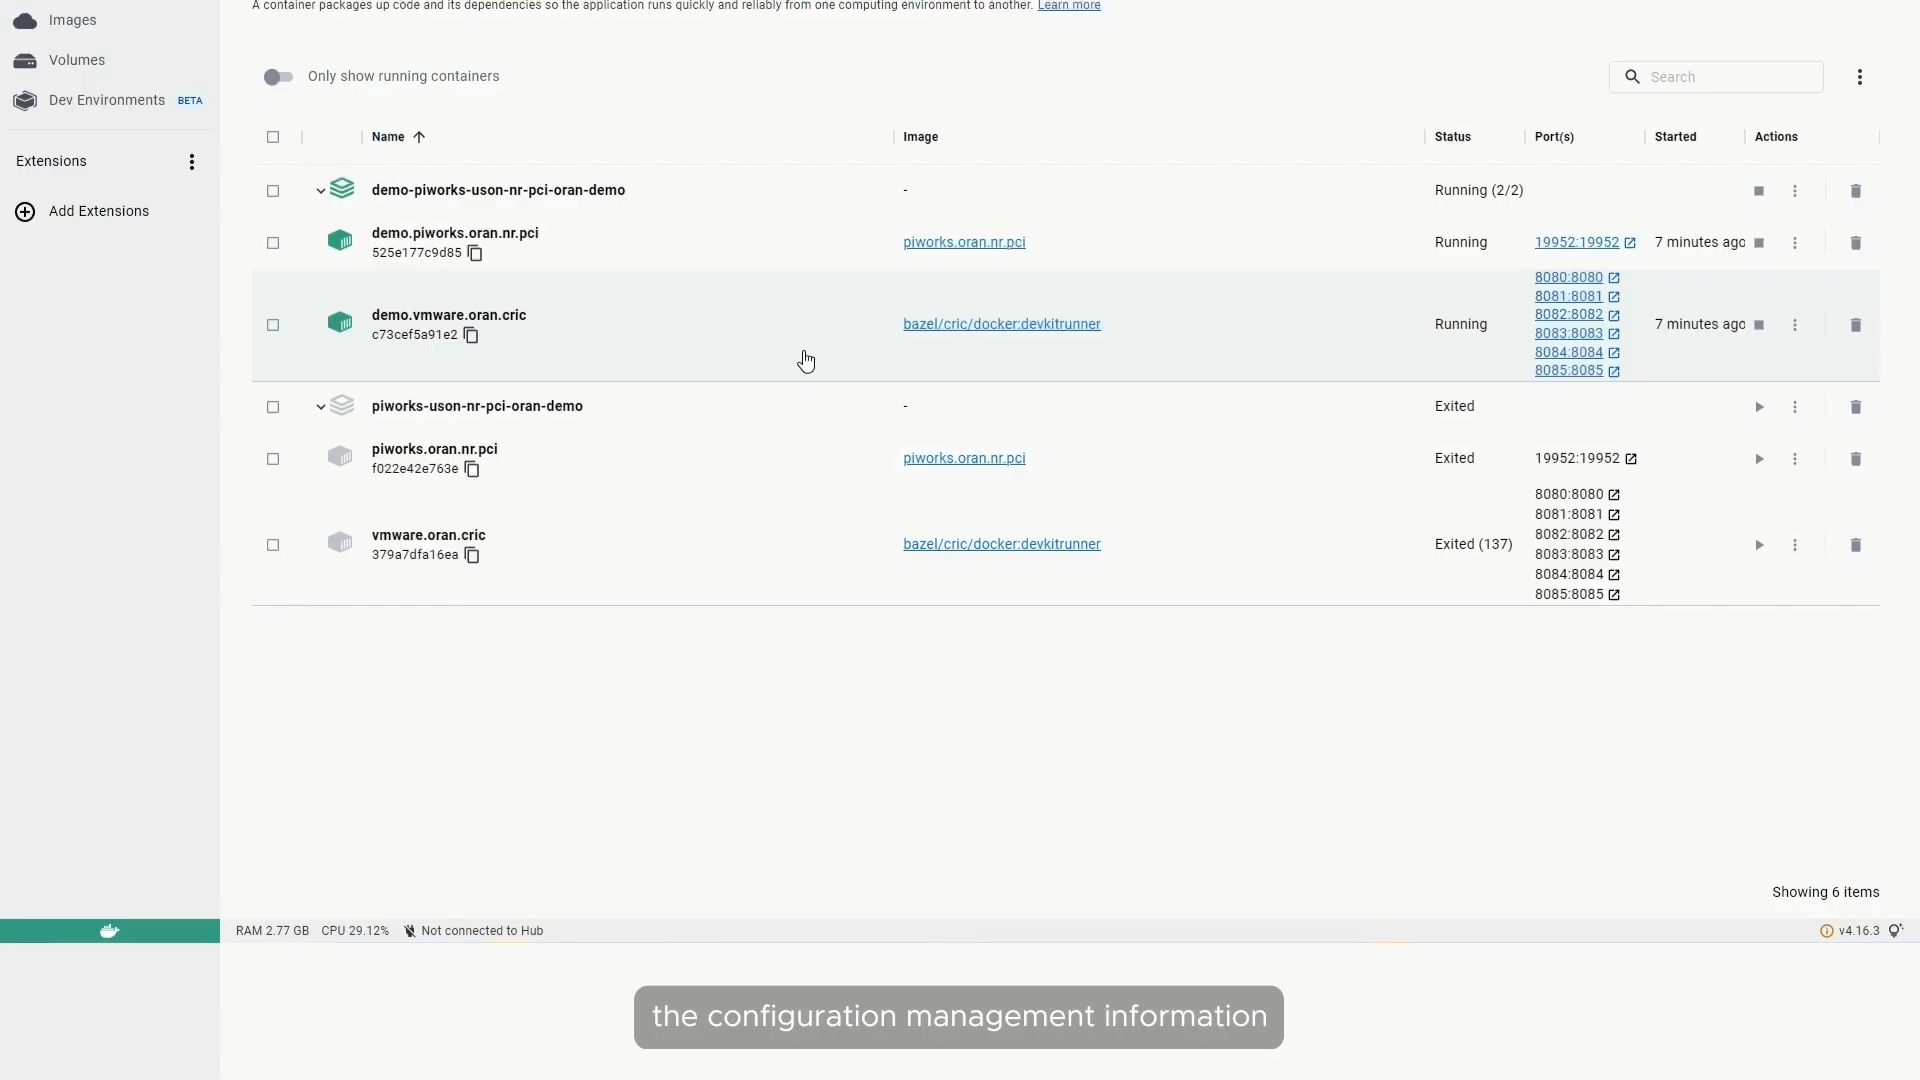 Images
Volumes
Dev Environments BETA
Extensions
Add Extensions
A container packages up code and its dependencies so the application runs quickly and reliably from one computing environment to another. Learn more
Only show running containers
Search
Name Image Status Port(s) Started Actions
demo-piworks-uson-nr-pci-oran-demo - Running (2/2)
demo.piworks.oran.nr.pci
525e177c9d85
piworks.oran.nr.pci Running 19952:19952 7 minutes ago
demo.vmware.oran.cric
c73cef5a91e2
bazel/cric/docker:devkitrunner Running
8080:8080
8081:8081
8082:8082
8083:8083
8084:8084
8085:8085
7 minutes ago
piworks-uson-nr-pci-oran-demo - Exited
piworks.oran.nr.pci
f022e42e763e
piworks.oran.nr.pci Exited 19952:19952
vmware.oran.cric
379a7dfa16ea
bazel/cric/docker:devkitrunner Exited (137)
8080:8080
8081:8081
8082:8082
8083:8083
8084:8084
8085:8085
Showing 6 items
RAM 2.77 GB CPU 29.12% Not connected to Hub v4.16.3
the configuration management information